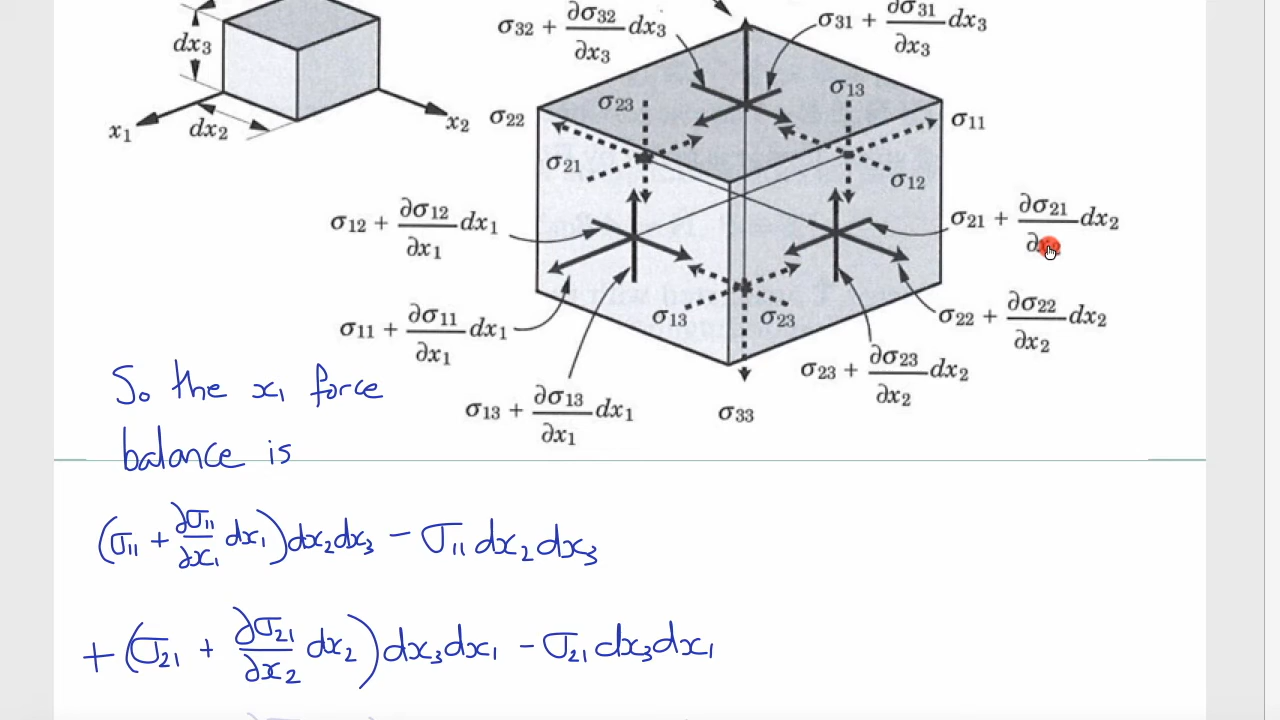 σ32 + ∂σ32/∂x3 dx3
σ31 + ∂σ31/∂x3 dx3
dx3
x1
dx2
x2
σ22
σ23
σ13
σ11
σ21
σ12
σ12 + ∂σ12/∂x1 dx1
σ21 + ∂σ21/∂x2 dx2
σ11 + ∂σ11/∂x1 dx1
σ13
σ23
σ22 + ∂σ22/∂x2 dx2
σ13 + ∂σ13/∂x1 dx1
σ33
σ23 + ∂σ23/∂x2 dx2
So the x1 force
balance is
(σ11 + ∂σ11/∂x1 dx1)dx2dx3 - σ11 dx2dx3
+ (σ21 + ∂σ21/∂x2 dx2)dx3dx1 - σ21dx3dx1